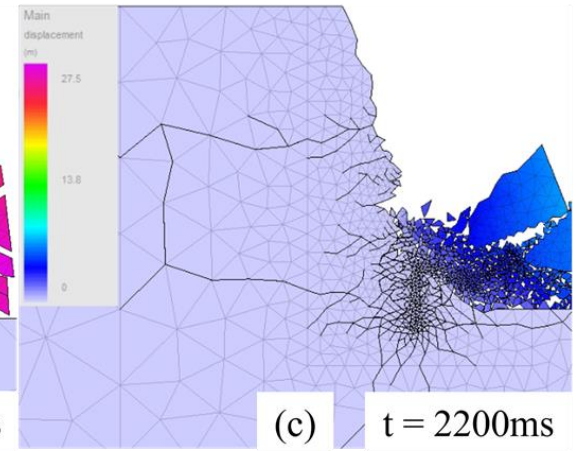 Main
displacement
(m)
27.5
13.8
0
(c)
t = 2200ms